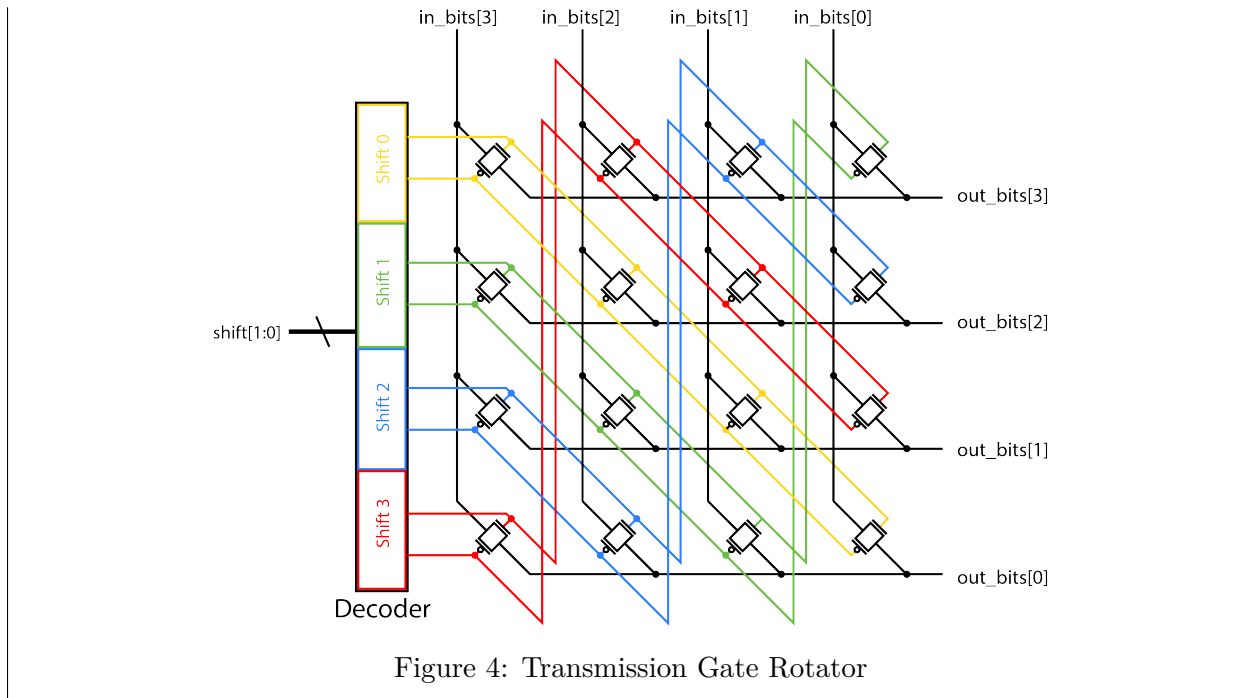 in_bits[3] in_bits[2] in_bits[1] in_bits[0]
Shift 0
out_bits[3]
Shift 1
out_bits[2]
shift[1:0]
Shift 2
out_bits[1]
Shift 3
out_bits[0]
Decoder
Figure 4: Transmission Gate Rotator